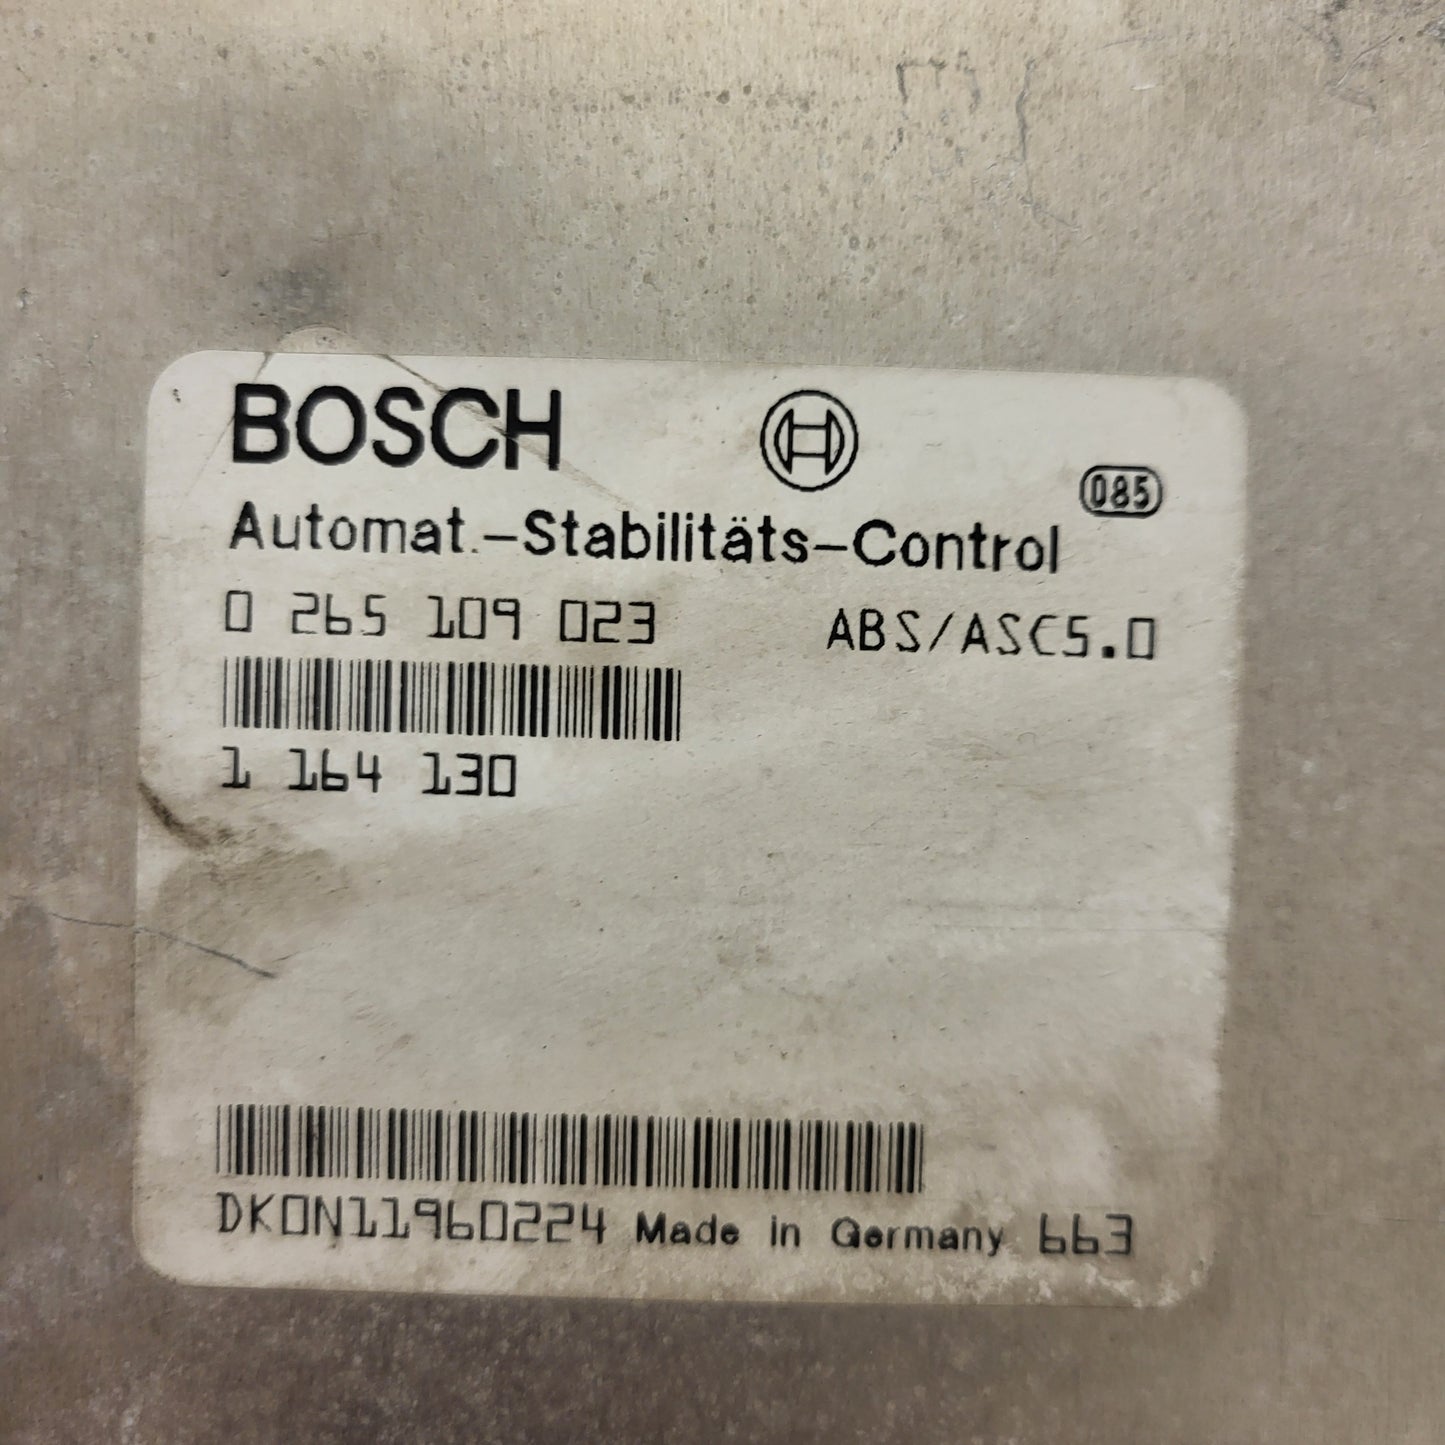 BOSCH
085
Automat.-Stabilitäts-Control
0 265 109 023 ABS/ASC5.0
1 164 130
DK0N11960224 Made in Germany 663